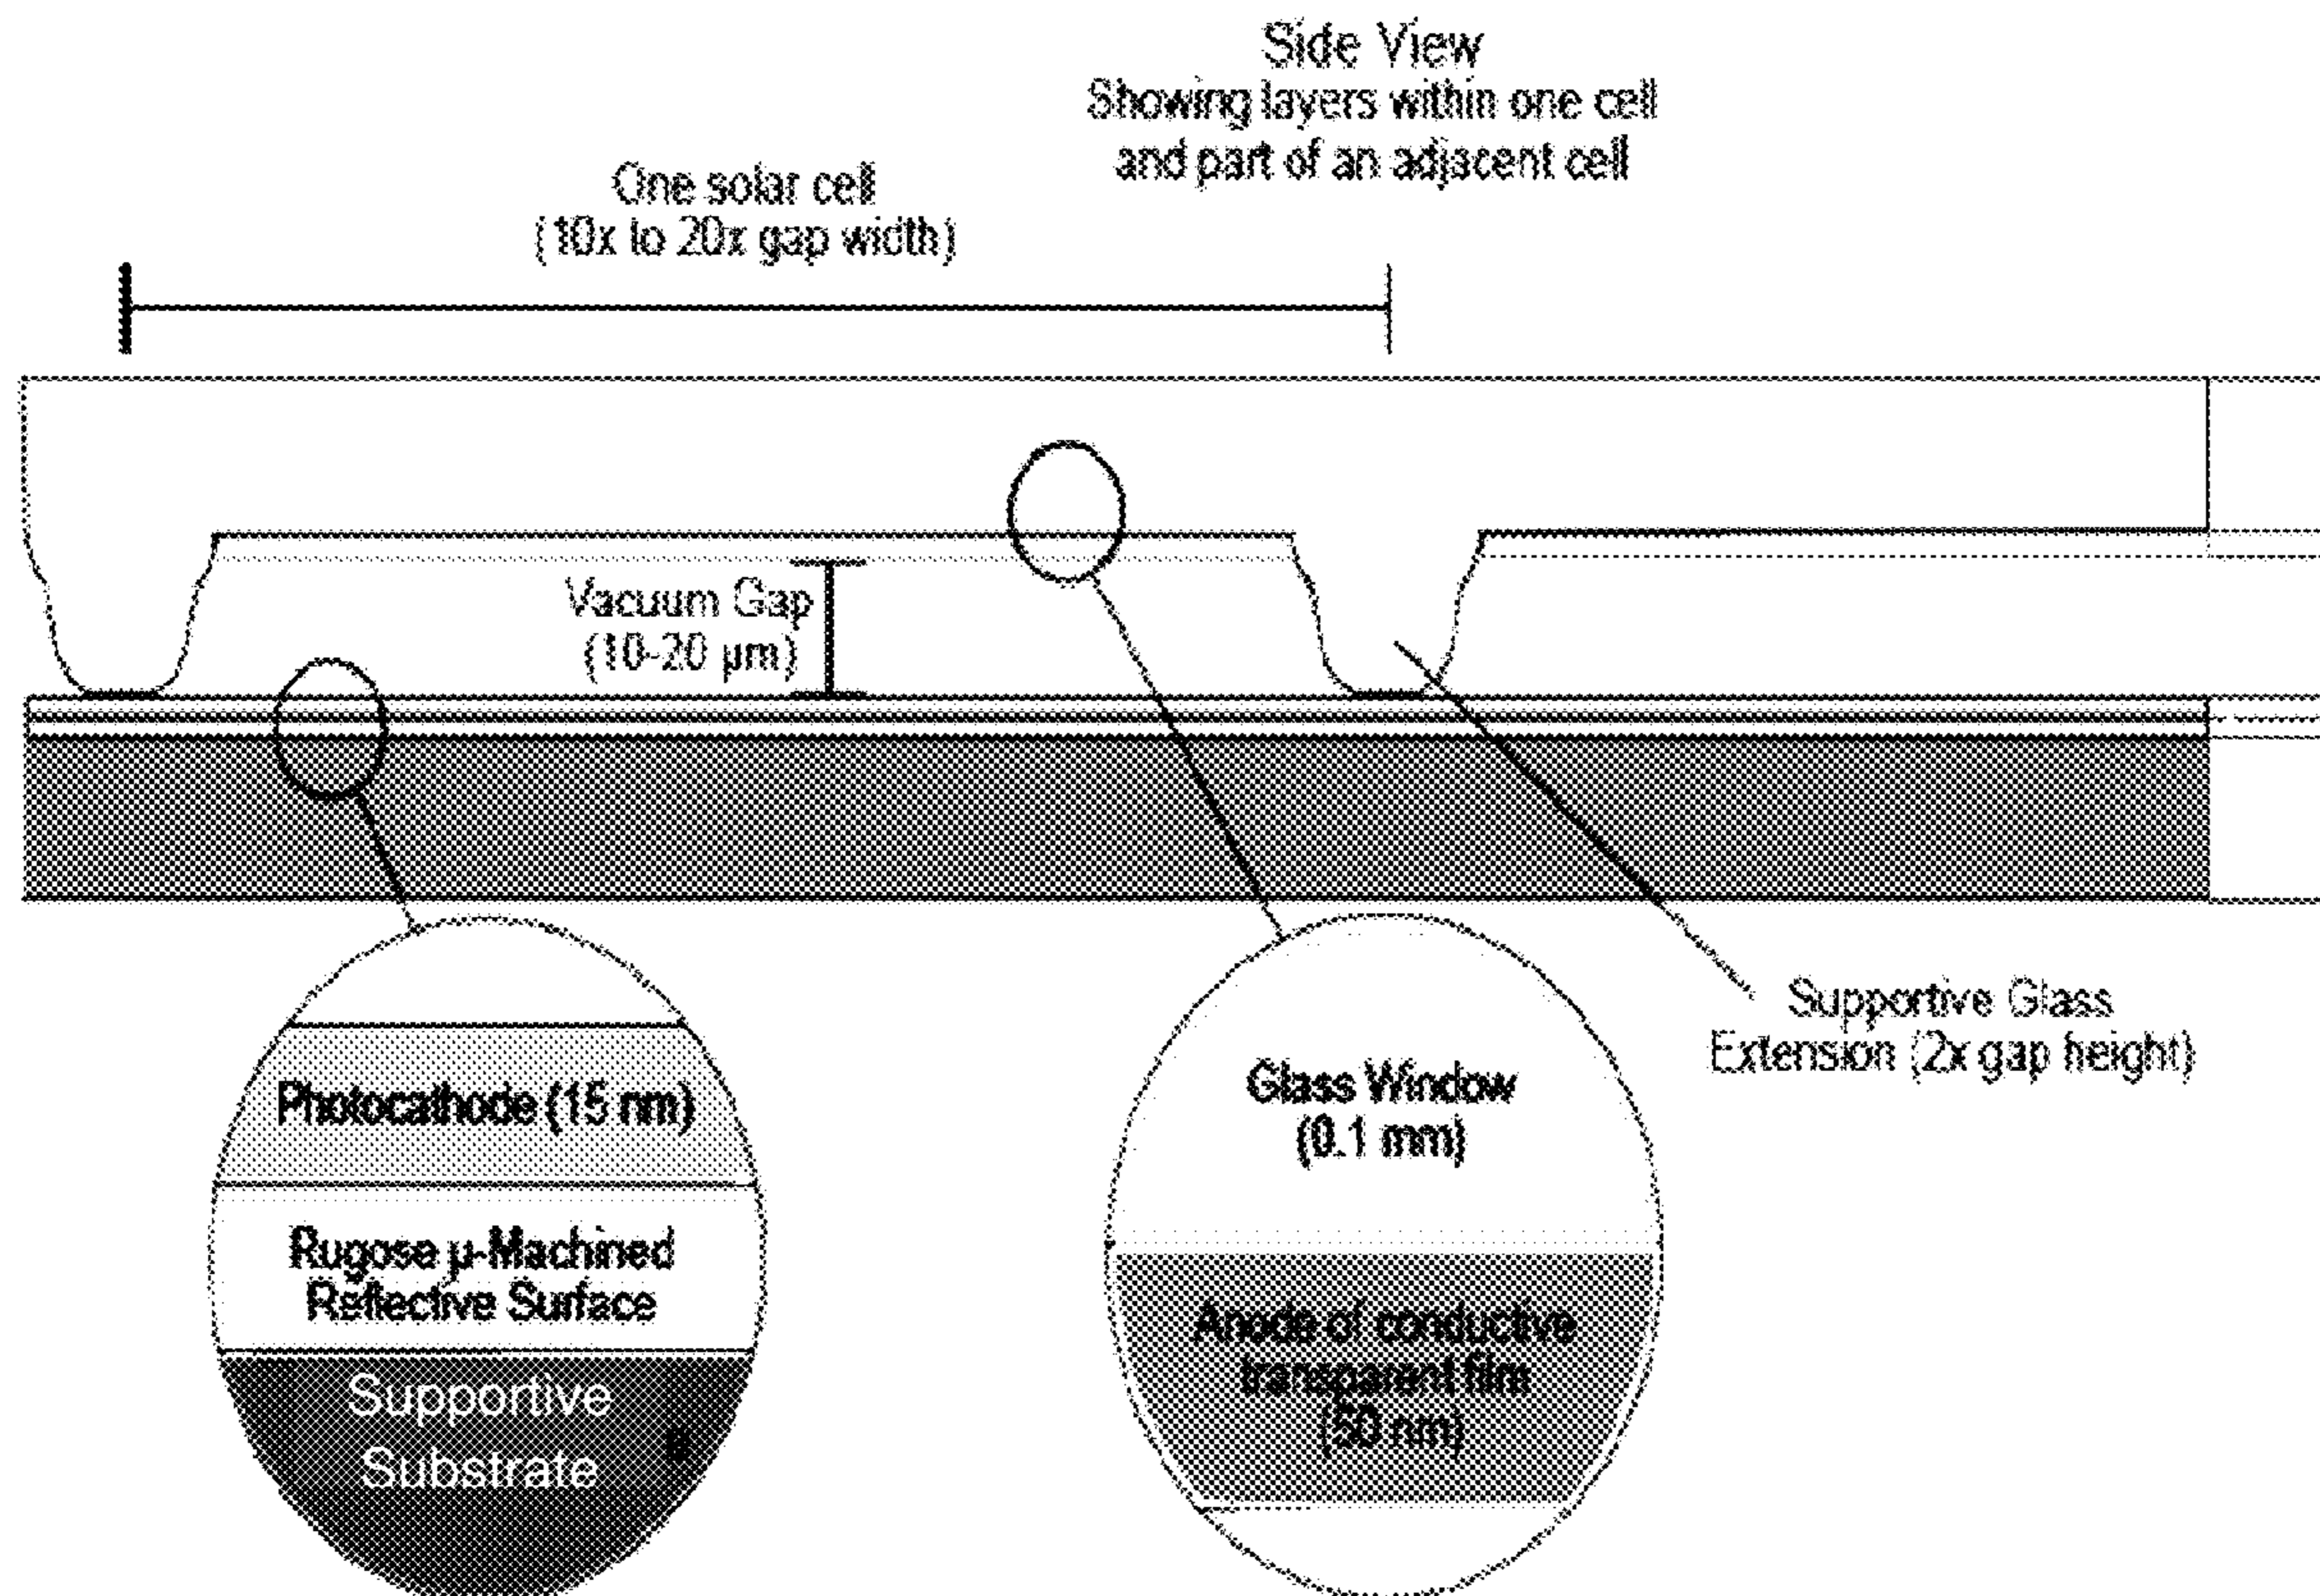 Side View
Showing layers within one cell
and part of an adjacent cell
One solar cell
(10x to 20x gap width)
Vacuum Gap
(10-20 µm)
Supportive Glass
Extension (2x gap height)
Photocathode (15 nm)
Rugose µ-Machined
Reflective Surface
Supportive
Substrate
Glass Window
(0.1 mm)
Anode of conductive
transparent film
(50 nm)